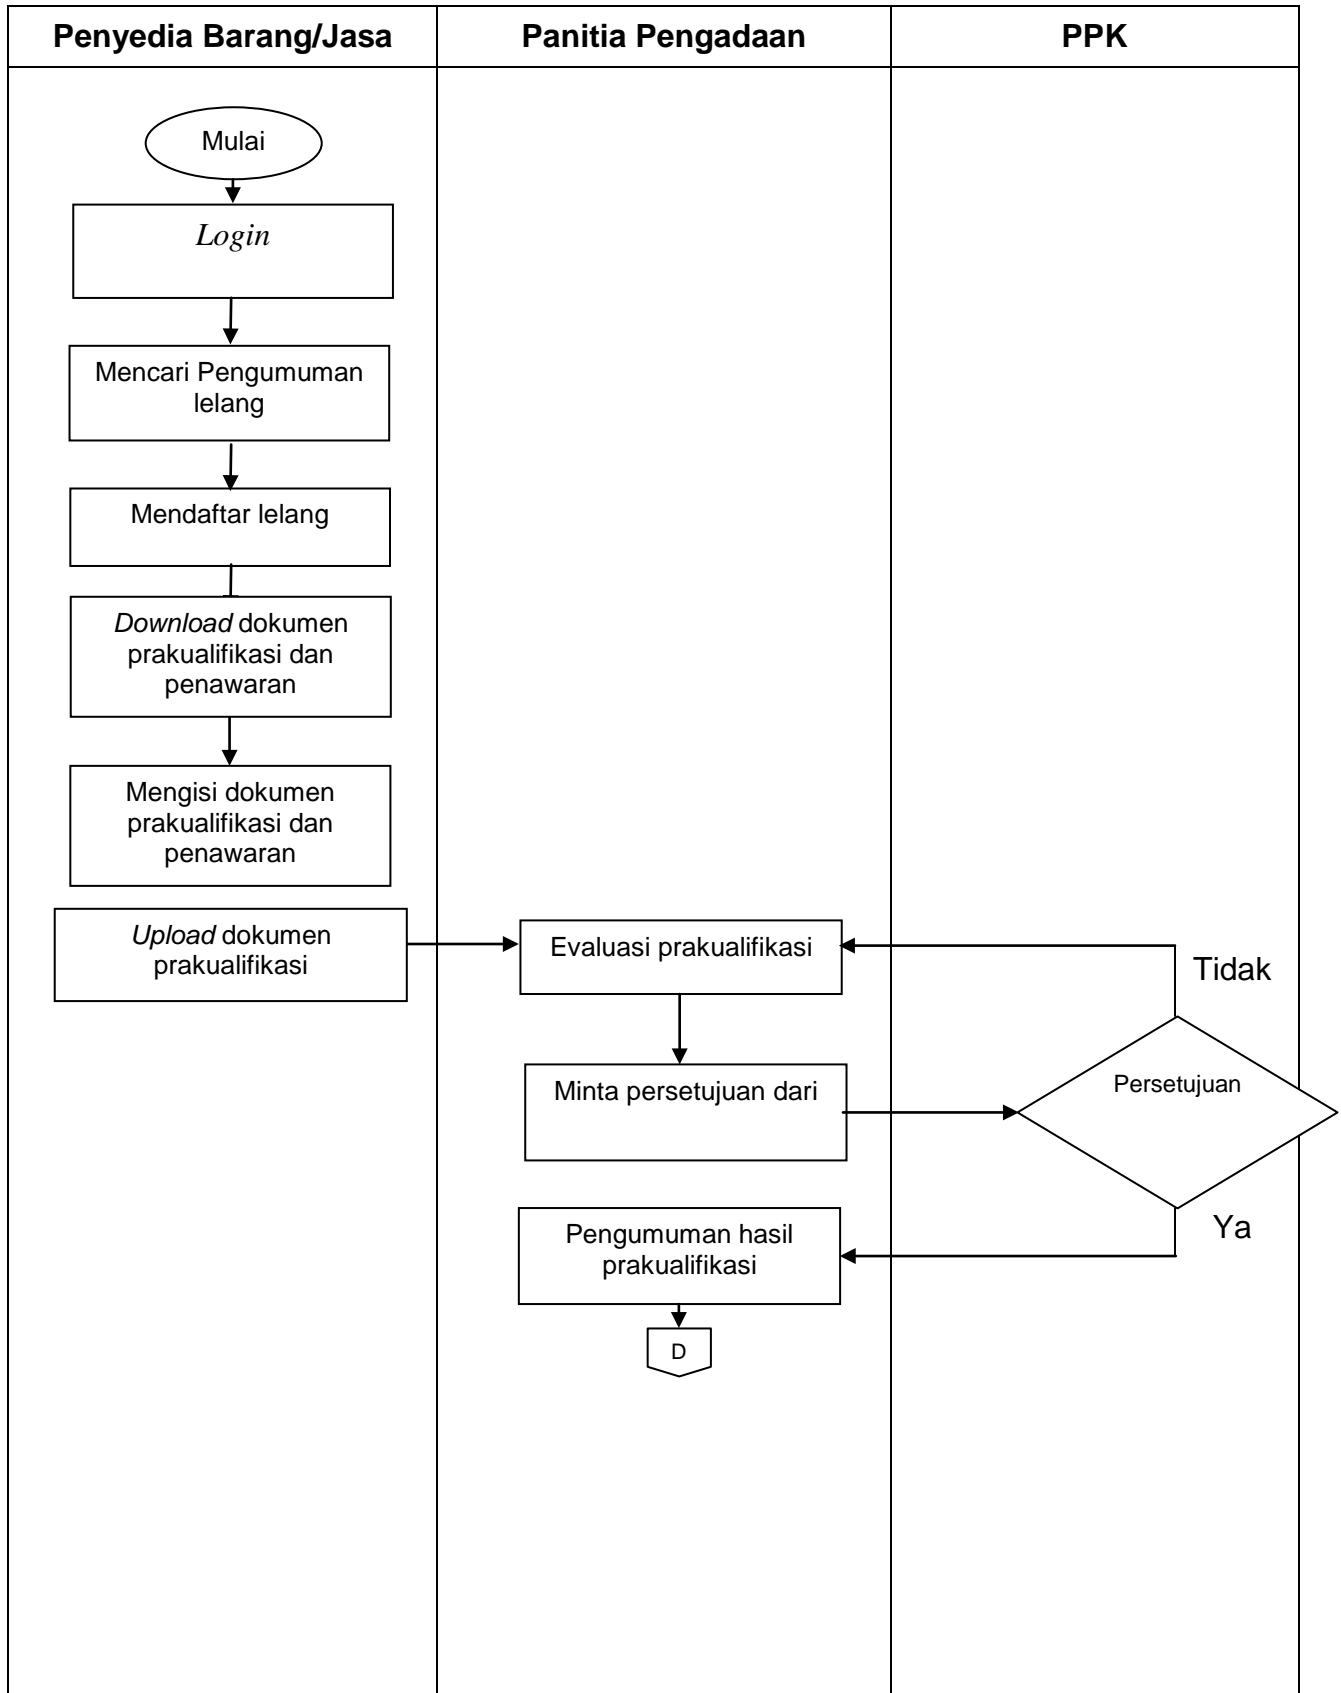 Penyedia Barang/Jasa
Panitia Pengadaan
PPK
Mulai
Login
Mencari Pengumuman
lelang
Mendaftar lelang
Download dokumen
prakualifikasi dan
penawaran
Mengisi dokumen
prakualifikasi dan
penawaran
Upload dokumen
prakualifikasi
Evaluasi prakualifikasi
Tidak
Minta persetujuan dari
Persetujuan
Pengumuman hasil
prakualifikasi
Ya
D